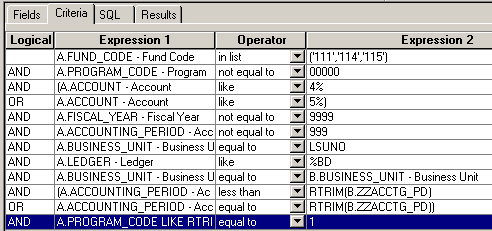 Fields Criteria SQL Results
Logical Expression 1 Operator Expression 2
A.FUND_CODE - Fund Code in list ('111','114','115')
AND A.PROGRAM_CODE - Program not equal to 00000
AND (A.ACCOUNT - Account like 4%
OR A.ACCOUNT - Account like 5%)
AND A.FISCAL_YEAR - Fiscal Year not equal to 9999
AND A.ACCOUNTING_PERIOD - Acc not equal to 999
AND A.BUSINESS_UNIT - Business U equal to LSUNO
AND A.LEDGER - Ledger like %BD
AND A.BUSINESS_UNIT - Business U equal to B.BUSINESS_UNIT - Business Unit
AND (A.ACCOUNTING_PERIOD - Ac less than RTRIM(B.ZZACCTG_PD)
OR A.ACCOUNTING_PERIOD - Acc equal to RTRIM(B.ZZACCTG_PD))
AND A.PROGRAM_CODE LIKE RTRI equal to 1